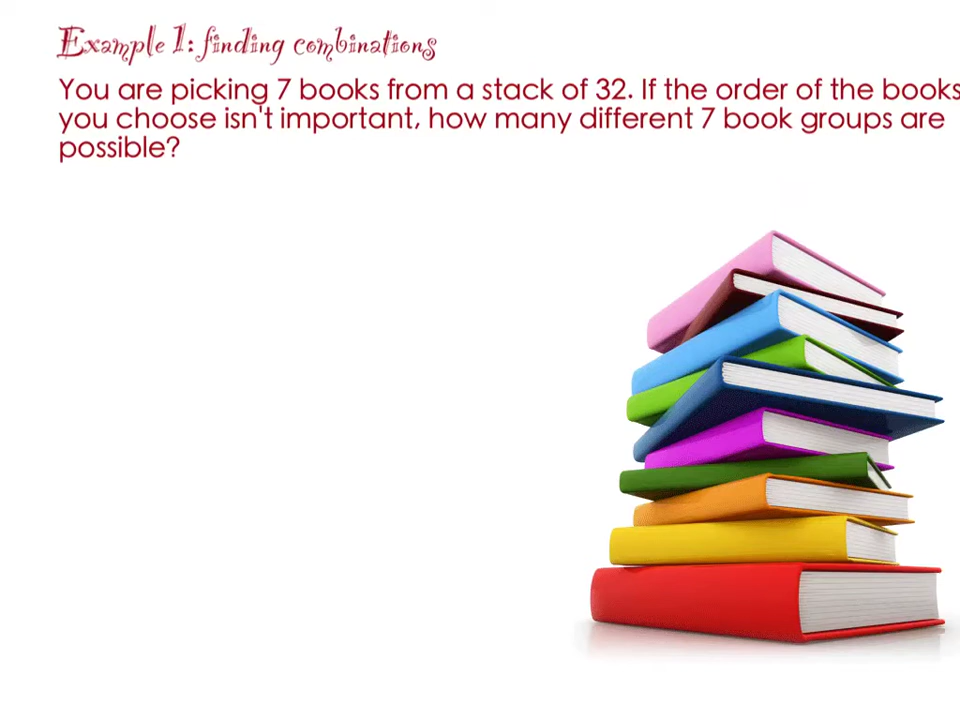 Example 1: finding combinations
You are picking 7 books from a stack of 32. If the order of the books
you choose isn't important, how many different 7 book groups are
possible?